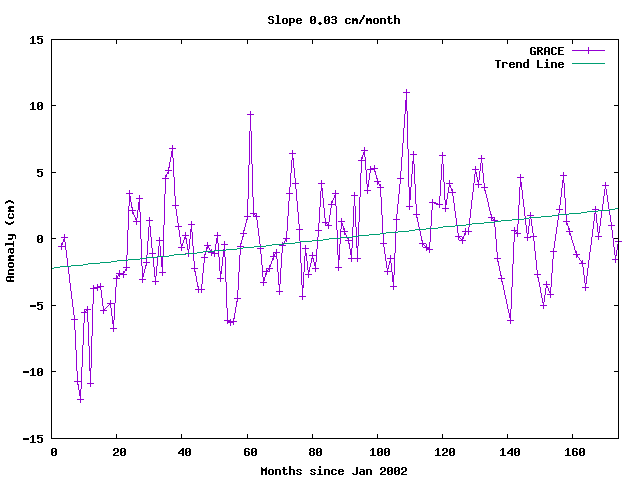 Slope 0.03 cm/month
GRACE
Trend Line
15
10
5
0
-5
-10
-15
Anomaly (cm)
0 20 40 60 80 100 120 140 160
Months since Jan 2002